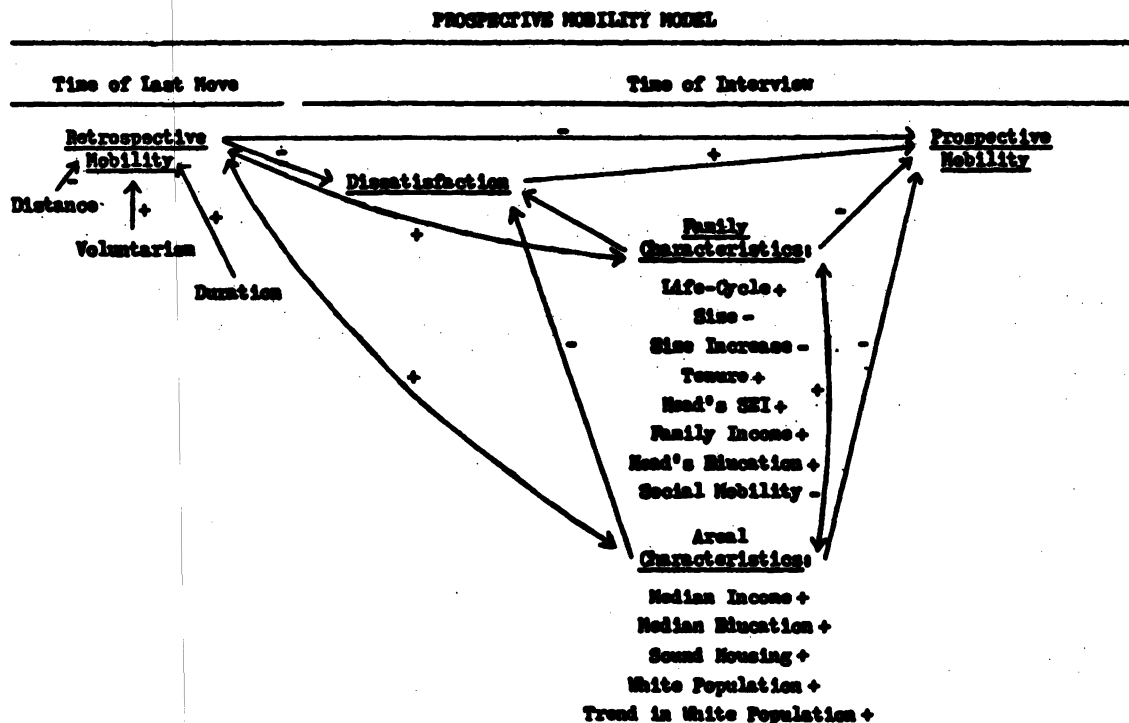 PROSPECTIVE MOBILITY MODEL
Time of Last Move
Time of Interview
Retrospective
Mobility
Prospective
Mobility
-
-
+
-
Dissatisfaction
-
Distance
+
Voluntarism
+
Duration
+
-
Family
Characteristics:
Life-Cycle +
Size -
Size Increase -
Tenure +
Head's SEI +
Family Income +
Head's Education +
Social Mobility -
-
-
+
+
Areal
Characteristics:
Median Income +
Median Education +
Sound Housing +
White Population +
Trend in White Population +